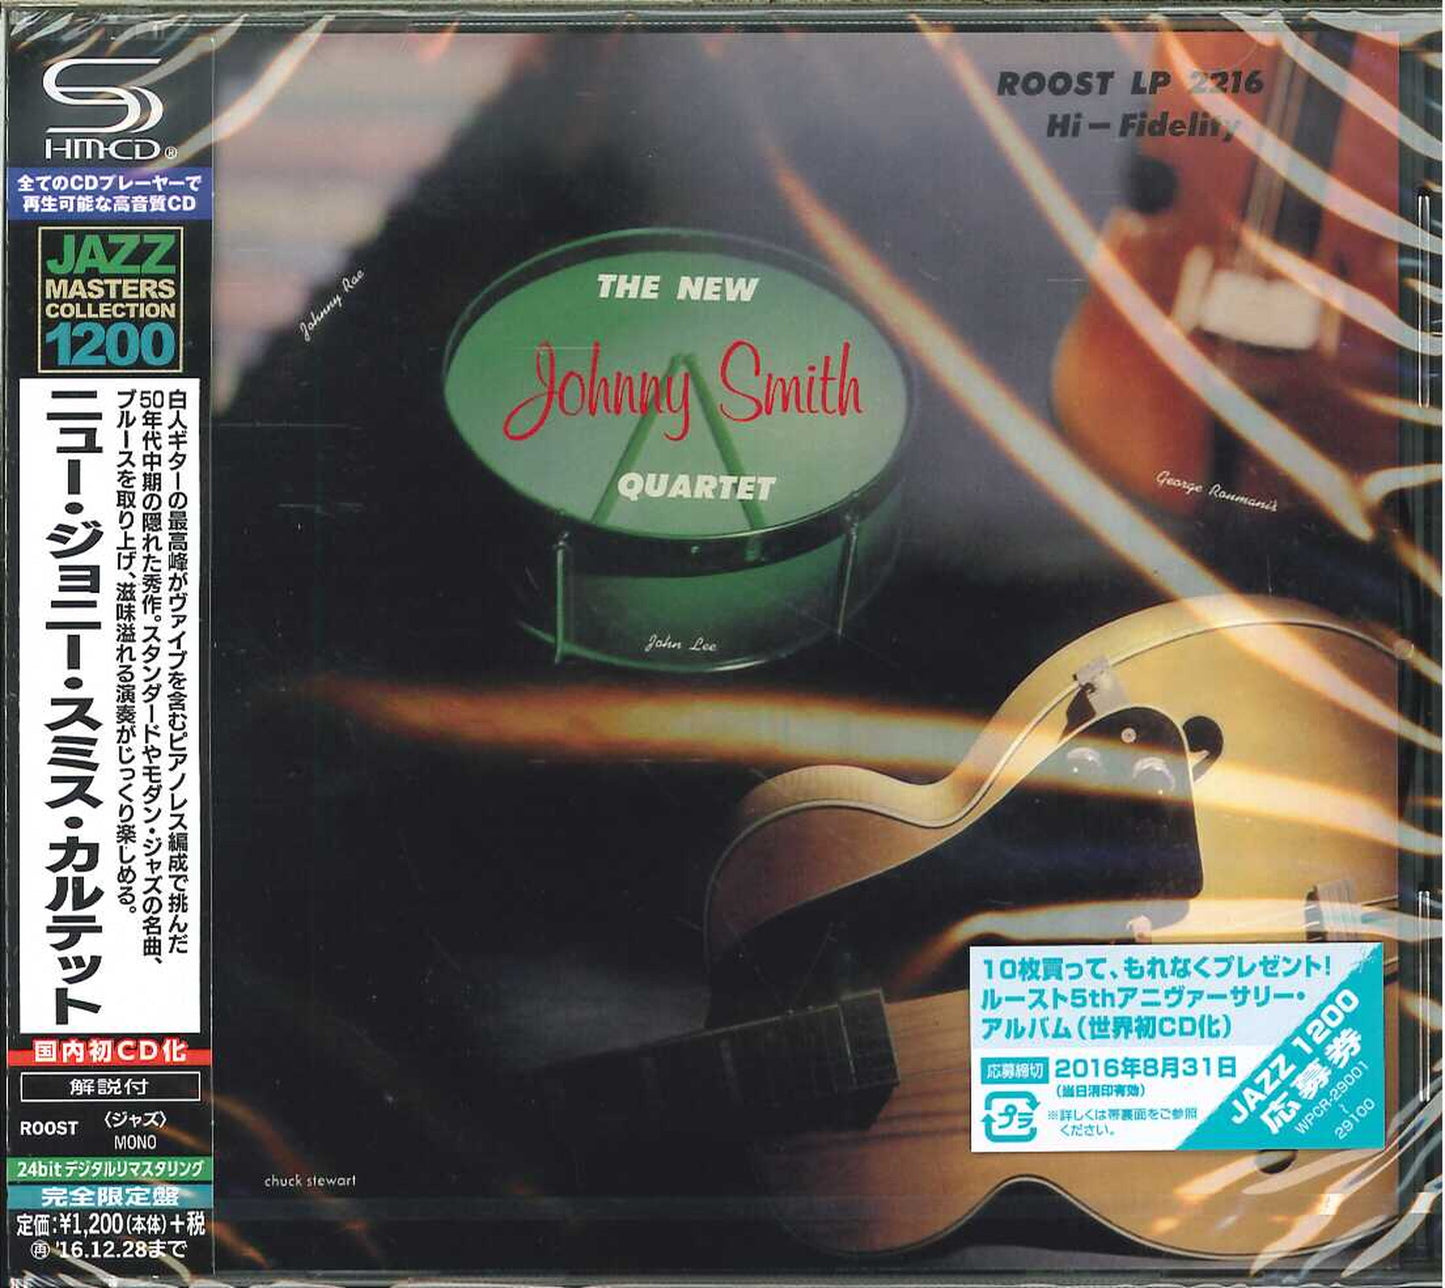 SHM-CD®
全てのCDプレーヤーで
再生可能な高音質CD
JAZZ
MASTERS
COLLECTION
1200
白人ギターの最高峰がヴァイブを含むピアノレス編成で挑んだ
50年代中期の隠れた秀作。スタンダードやモダン・ジャズの名曲、
ブルースを取り上げ、滋味溢れる演奏がじっくり楽しめる。
ニュー・ジョニー・スミス・カルテット
国内初CD化
解説付
ROOST
〈ジャズ〉
MONO
24bitデジタルリマスタリング
完全限定盤
定価:¥1,200(本体)+税
再 '16.12.28まで
ROOST LP 2216
Hi-Fidelity
Johnny Rae
THE NEW
Johnny Smith
QUARTET
John Lee
George Roumanis
chuck stewart
10枚買って、もれなくプレゼント!
ルースト5thアニヴァーサリー・
アルバム(世界初CD化)
応募締切 2016年8月31日
(当日消印有効)
プラ
※詳しくは帯裏面をご参照
ください。
JAZZ 1200
応募券
WPCR-29001
~
29100